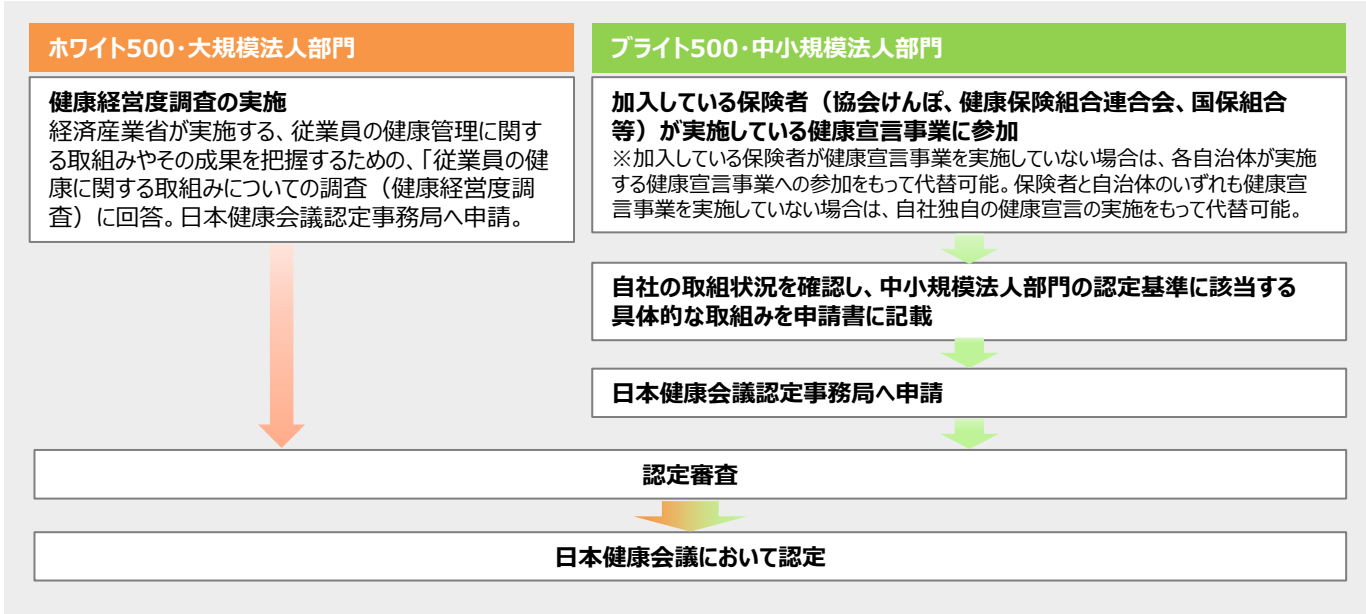 ホワイト500・大規模法人部門
健康経営度調査の実施
経済産業省が実施する、従業員の健康管理に関す
る取組みやその成果を把握するための、「従業員の健
康に関する取組みについての調査（健康経営度調
査）に回答。日本健康会議認定事務局へ申請。
ブライト500・中小規模法人部門
加入している保険者（協会けんぽ、健康保険組合連合会、国保組合
等）が実施している健康宣言事業に参加
※加入している保険者が健康宣言事業を実施していない場合は、各自治体が実施
する健康宣言事業への参加をもって代替可能。保険者と自治体のいずれも健康宣
言事業を実施していない場合は、自社独自の健康宣言の実施をもって代替可能。
自社の取組状況を確認し、中小規模法人部門の認定基準に該当する
具体的な取組みを申請書に記載
日本健康会議認定事務局へ申請
認定審査
日本健康会議において認定